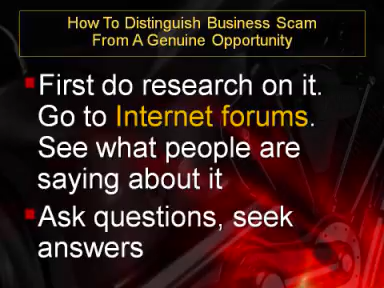 How To Distinguish Business Scam
From A Genuine Opportunity
First do research on it.
Go to Internet forums.
See what people are
saying about it
Ask questions, seek
answers